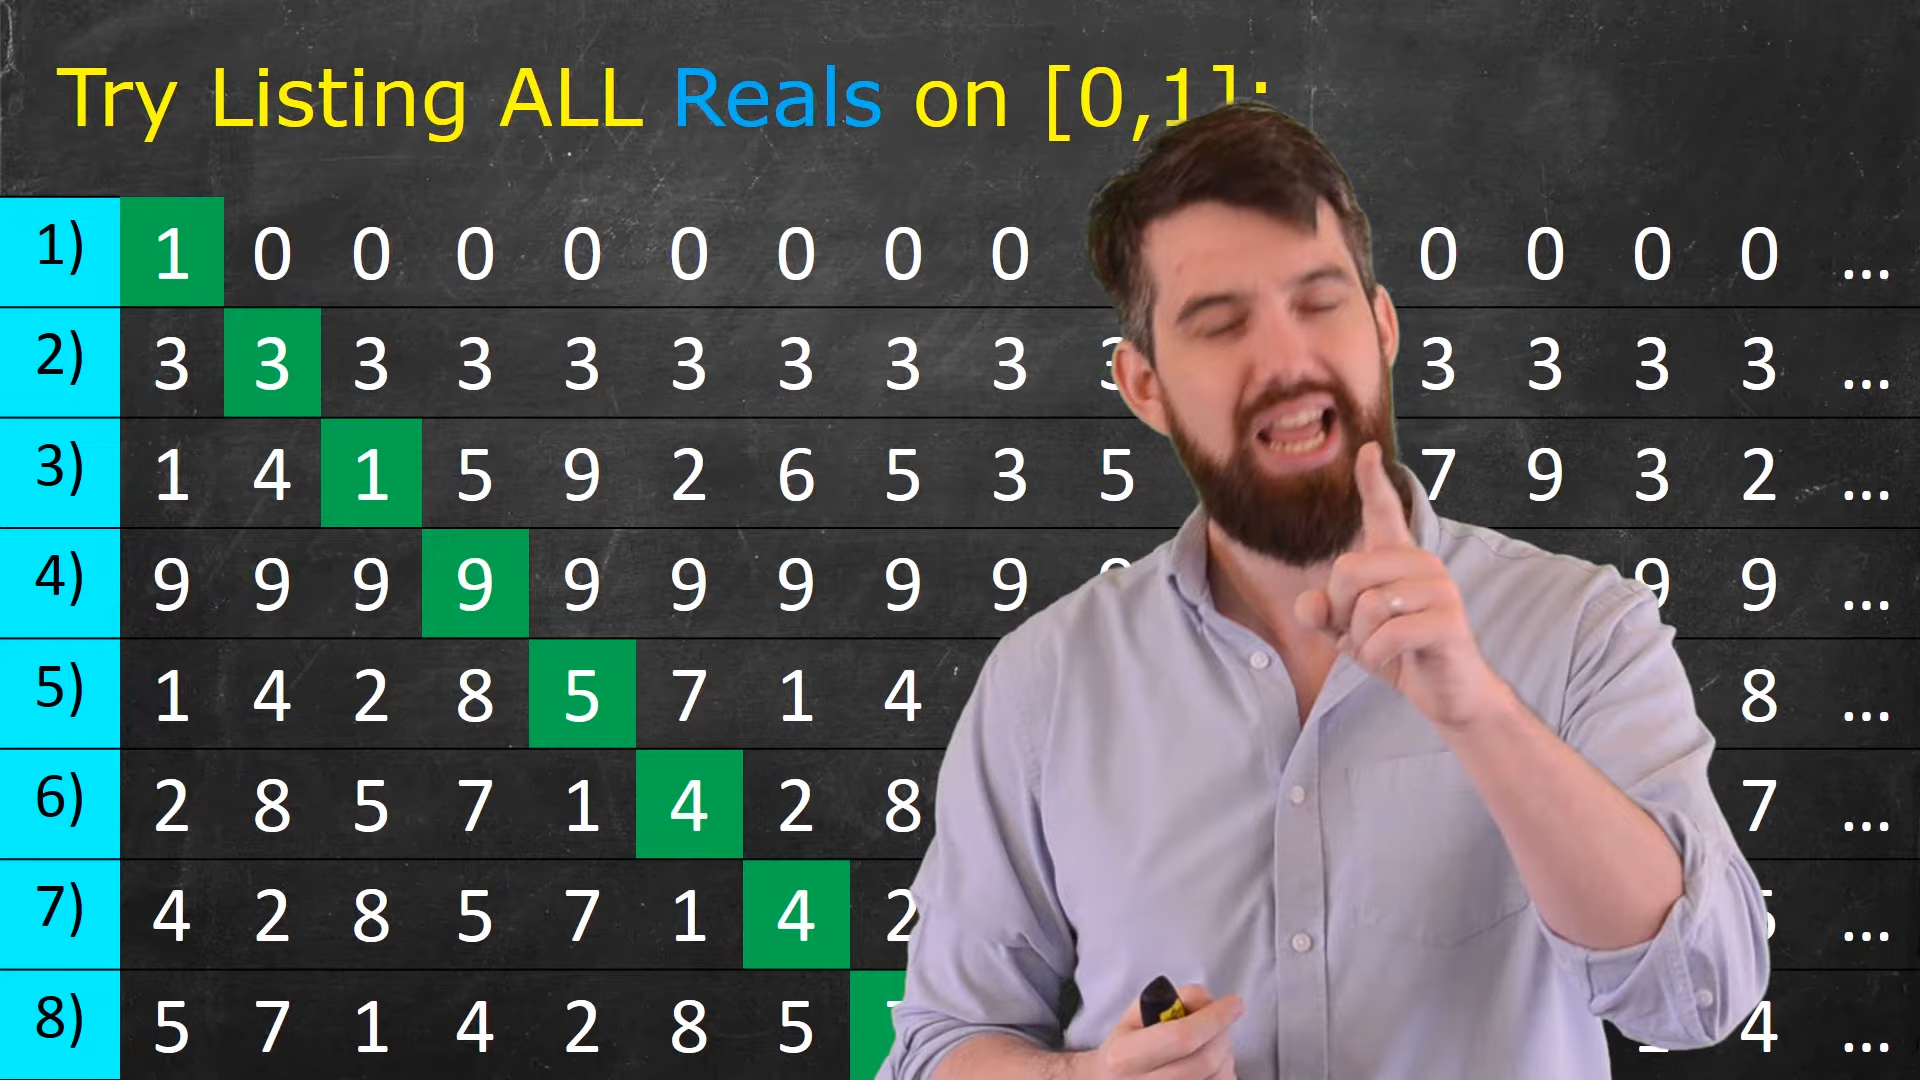 Try Listing ALL Reals on [0,1]:
1) 1 0 0 0 0 0 0 0 0 0 0 0 0 ...
2) 3 3 3 3 3 3 3 3 3 3 3 3 3 ...
3) 1 4 1 5 9 2 6 5 3 5 7 9 3 2 ...
4) 9 9 9 9 9 9 9 9 9 9 9 ...
5) 1 4 2 8 5 7 1 4 8 ...
6) 2 8 5 7 1 4 2 8 7 ...
7) 4 2 8 5 7 1 4 2 ...
8) 5 7 1 4 2 8 5 4 ...